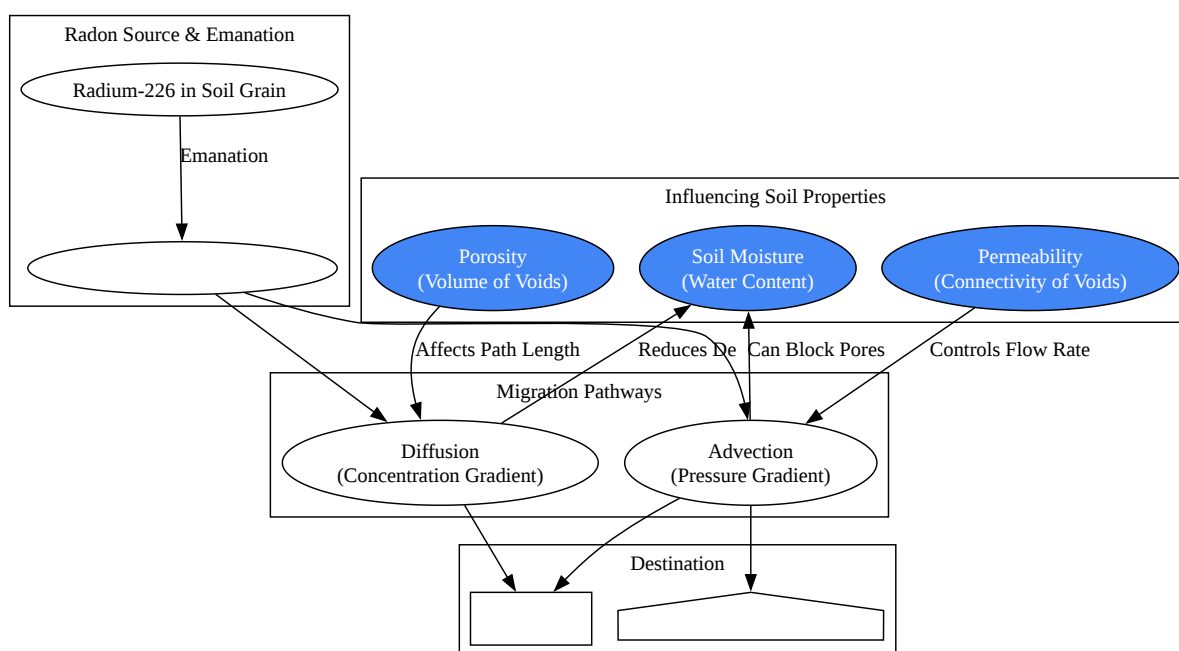 Radon Source & Emanation
Radium-226 in Soil Grain
Emanation
Influencing Soil Properties
Porosity
(Volume of Voids)
Soil Moisture
(Water Content)
Permeability
(Connectivity of Voids)
Affects Path Length
Reduces De
Can Block Pores
Controls Flow Rate
Migration Pathways
Diffusion
(Concentration Gradient)
Advection
(Pressure Gradient)
Destination